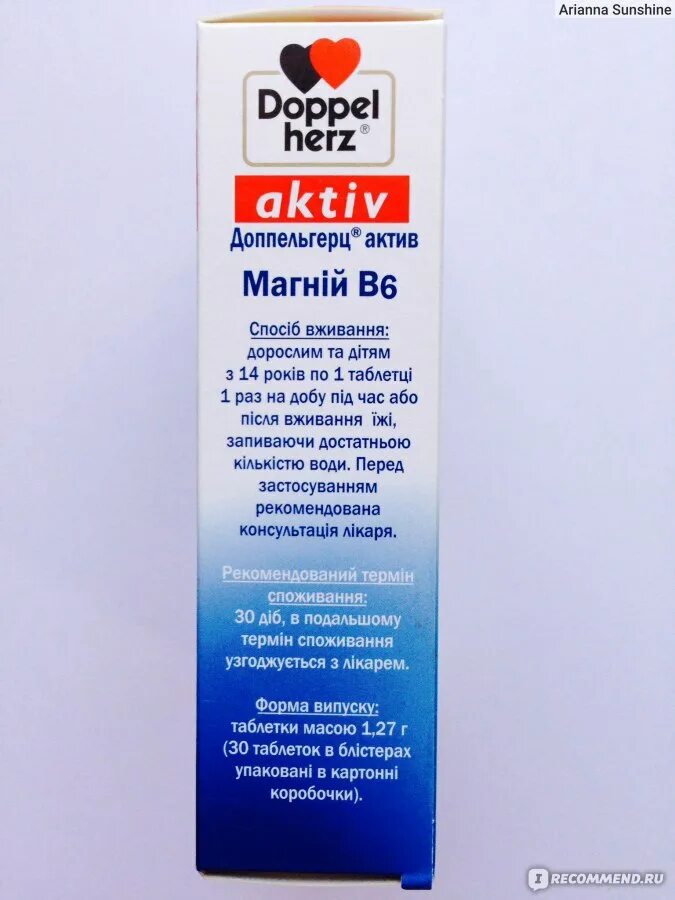 Arianna Sunshine
Doppel
herz®
aktiv
Доппельгерц® актив
Магній В6
Спосіб вживання:
дорослим та дітям
з 14 років по 1 таблетці
1 раз на добу під час або
після вживання їжі,
запиваючи достатньою
кількістю води. Перед
застосуванням
рекомендована
консультація лікаря.
Рекомендований термін
споживання:
30 діб, в подальшому
термін споживання
узгоджується з лікарем.
Форма випуску:
таблетки масою 1,27 г
(30 таблеток в блістерах
упаковані в картонні
коробочки).
IRECOMMEND.RU